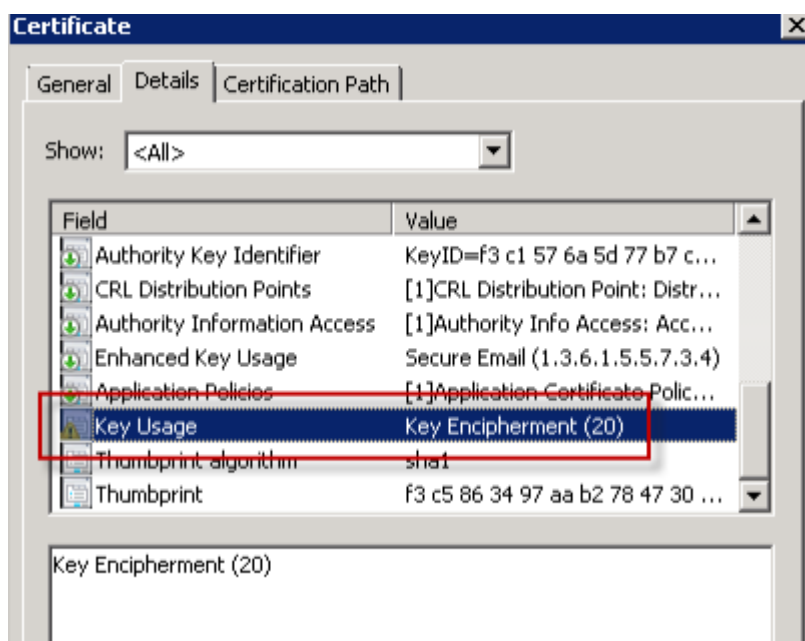 Certificate
General Details Certification Path
Show: <All>
Field Value
Authority Key Identifier KeyID=f3 c1 57 6a 5d 77 b7 c...
CRL Distribution Points [1]CRL Distribution Point: Distr...
Authority Information Access [1]Authority Info Access: Acc...
Enhanced Key Usage Secure Email (1.3.6.1.5.5.7.3.4)
Application Policies [1]Application Certificate Polic...
Key Usage Key Encipherment (20)
Thumbprint algorithm sha1
Thumbprint f3 c5 86 34 97 aa b2 78 47 30 ...
Key Encipherment (20)